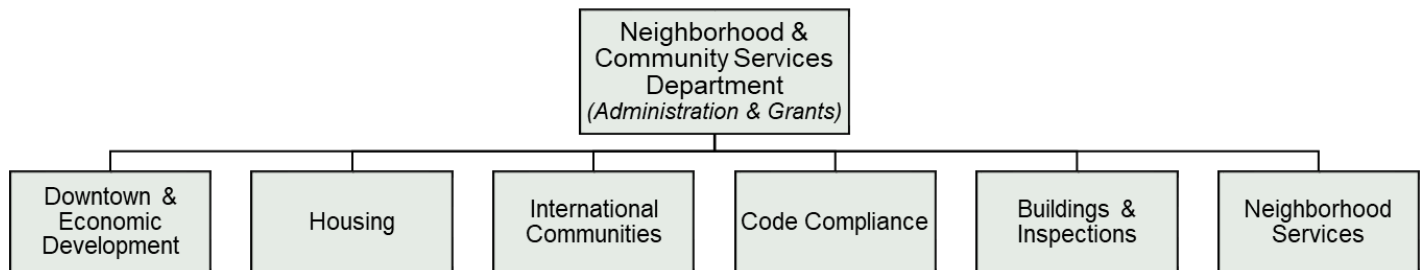 Neighborhood &
Community Services
Department
(Administration & Grants)
Downtown &
Economic
Development
Housing
International
Communities
Code Compliance
Buildings &
Inspections
Neighborhood
Services